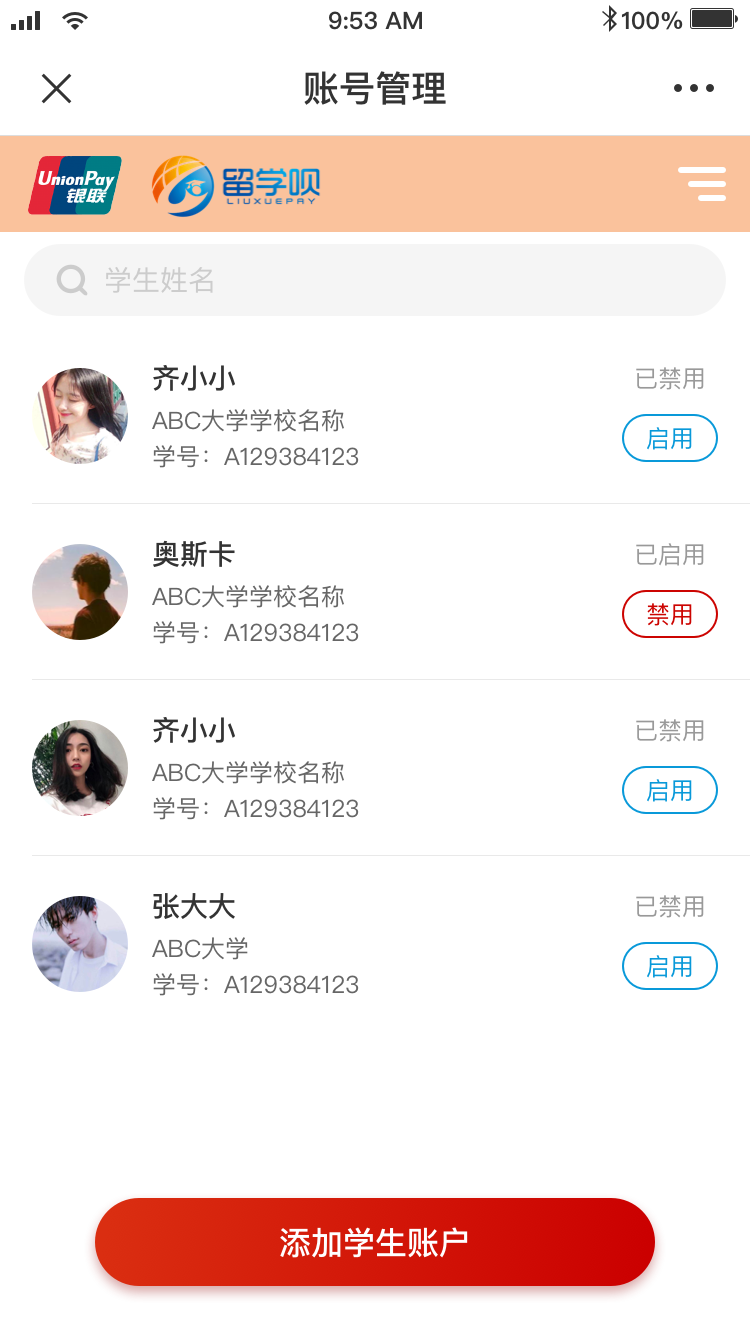 9:53 AM
100%
账号管理
UnionPay
银联
留学呗
LIUXUEPAY
学生姓名
齐小小
已禁用
ABC大学学校名称
启用
学号：A129384123
奥斯卡
已启用
ABC大学学校名称
禁用
学号：A129384123
齐小小
已禁用
ABC大学学校名称
启用
学号：A129384123
张大大
已禁用
ABC大学
启用
学号：A129384123
添加学生账户